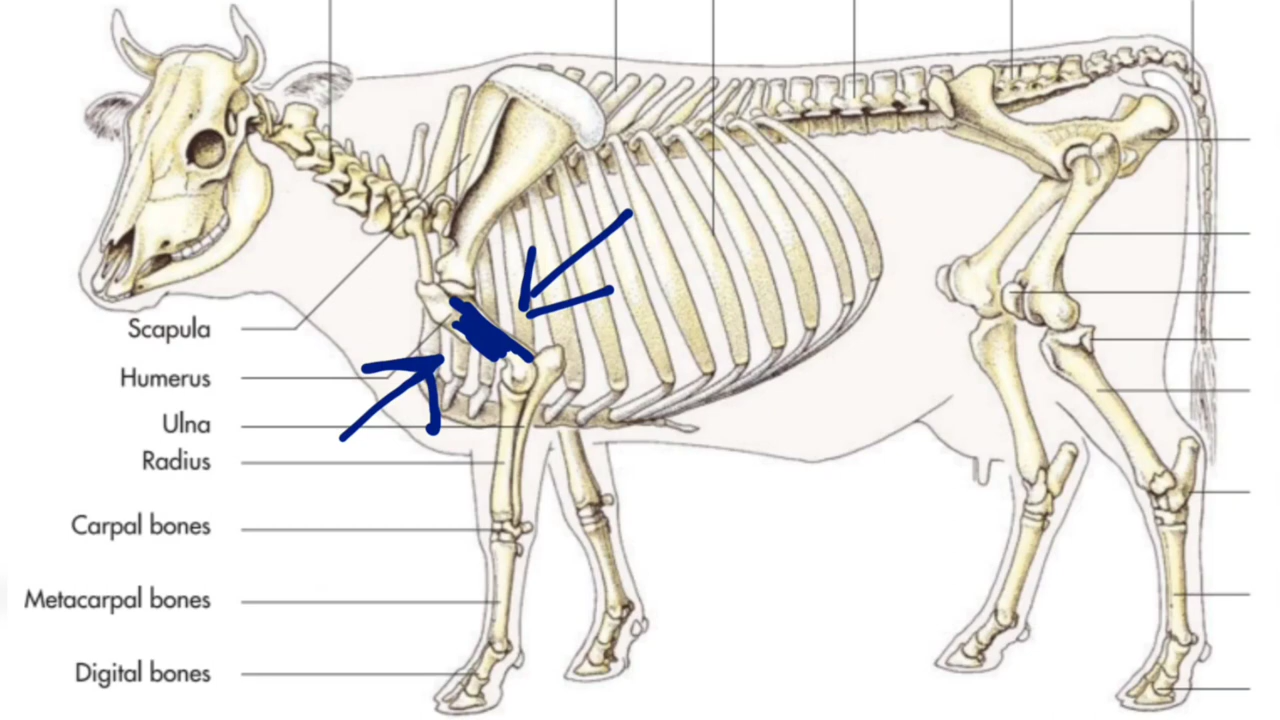 Scapula
Humerus
Ulna
Radius
Carpal bones
Metacarpal bones
Digital bones